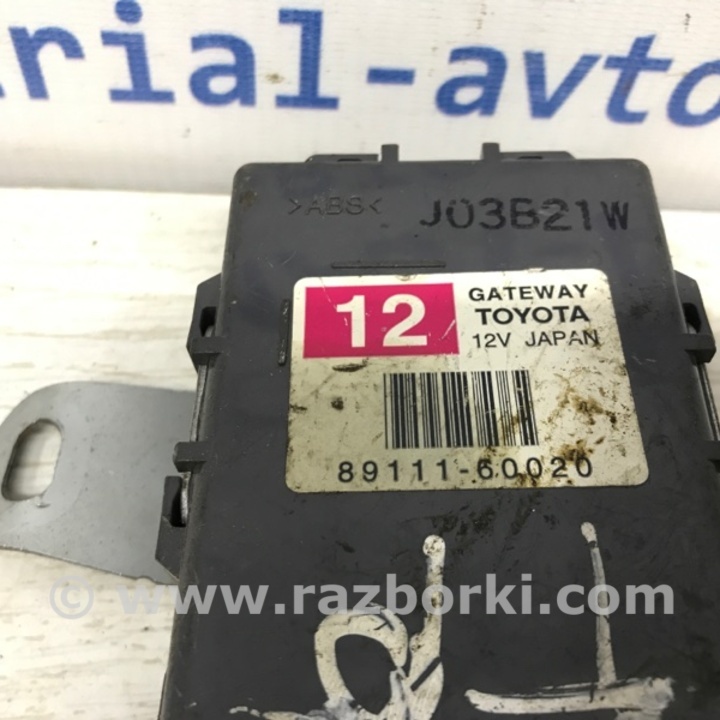 rial-avto
>ABS< J03B21W
12 GATEWAY
TOYOTA
12V JAPAN
89111-60020
© www.razborki.com